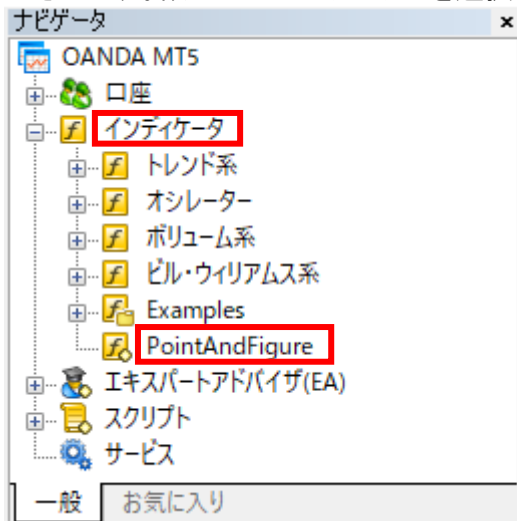 ナビゲータ
OANDA MT5
口座
インディケータ
トレンド系
オシレーター
ボリューム系
ビル・ウィリアムス系
Examples
PointAndFigure
エキスパートアドバイザ(EA)
スクリプト
サービス
一般 お気に入り